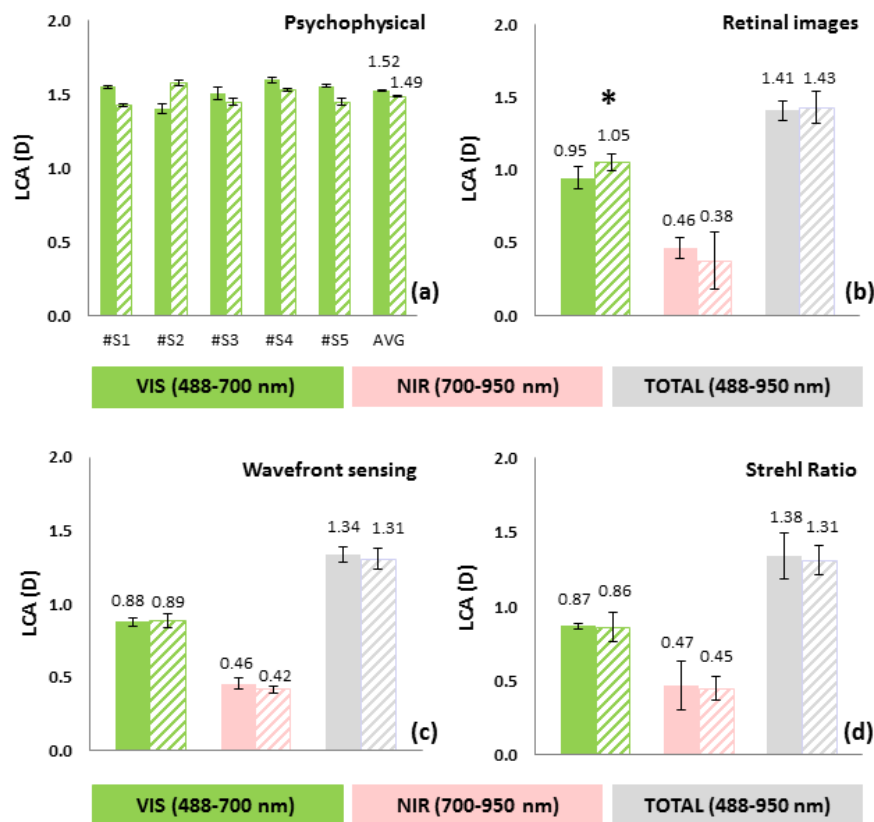 Psychophysical
2.0
1.5
1.0
0.5
0.0
LCA (D)
1.52
1.49
#S1 #S2 #S3 #S4 #S5 AVG
(a)
Retinal images
2.0
1.5
1.0
0.5
0.0
LCA (D)
*
0.95 1.05
0.46 0.38
1.41 1.43
(b)
VIS (488-700 nm) NIR (700-950 nm) TOTAL (488-950 nm)
Wavefront sensing
2.0
1.5
1.0
0.5
0.0
LCA (D)
0.88 0.89
0.46 0.42
1.34 1.31
(c)
Strehl Ratio
2.0
1.5
1.0
0.5
0.0
LCA (D)
0.87 0.86
0.47 0.45
1.38 1.31
(d)
VIS (488-700 nm) NIR (700-950 nm) TOTAL (488-950 nm)